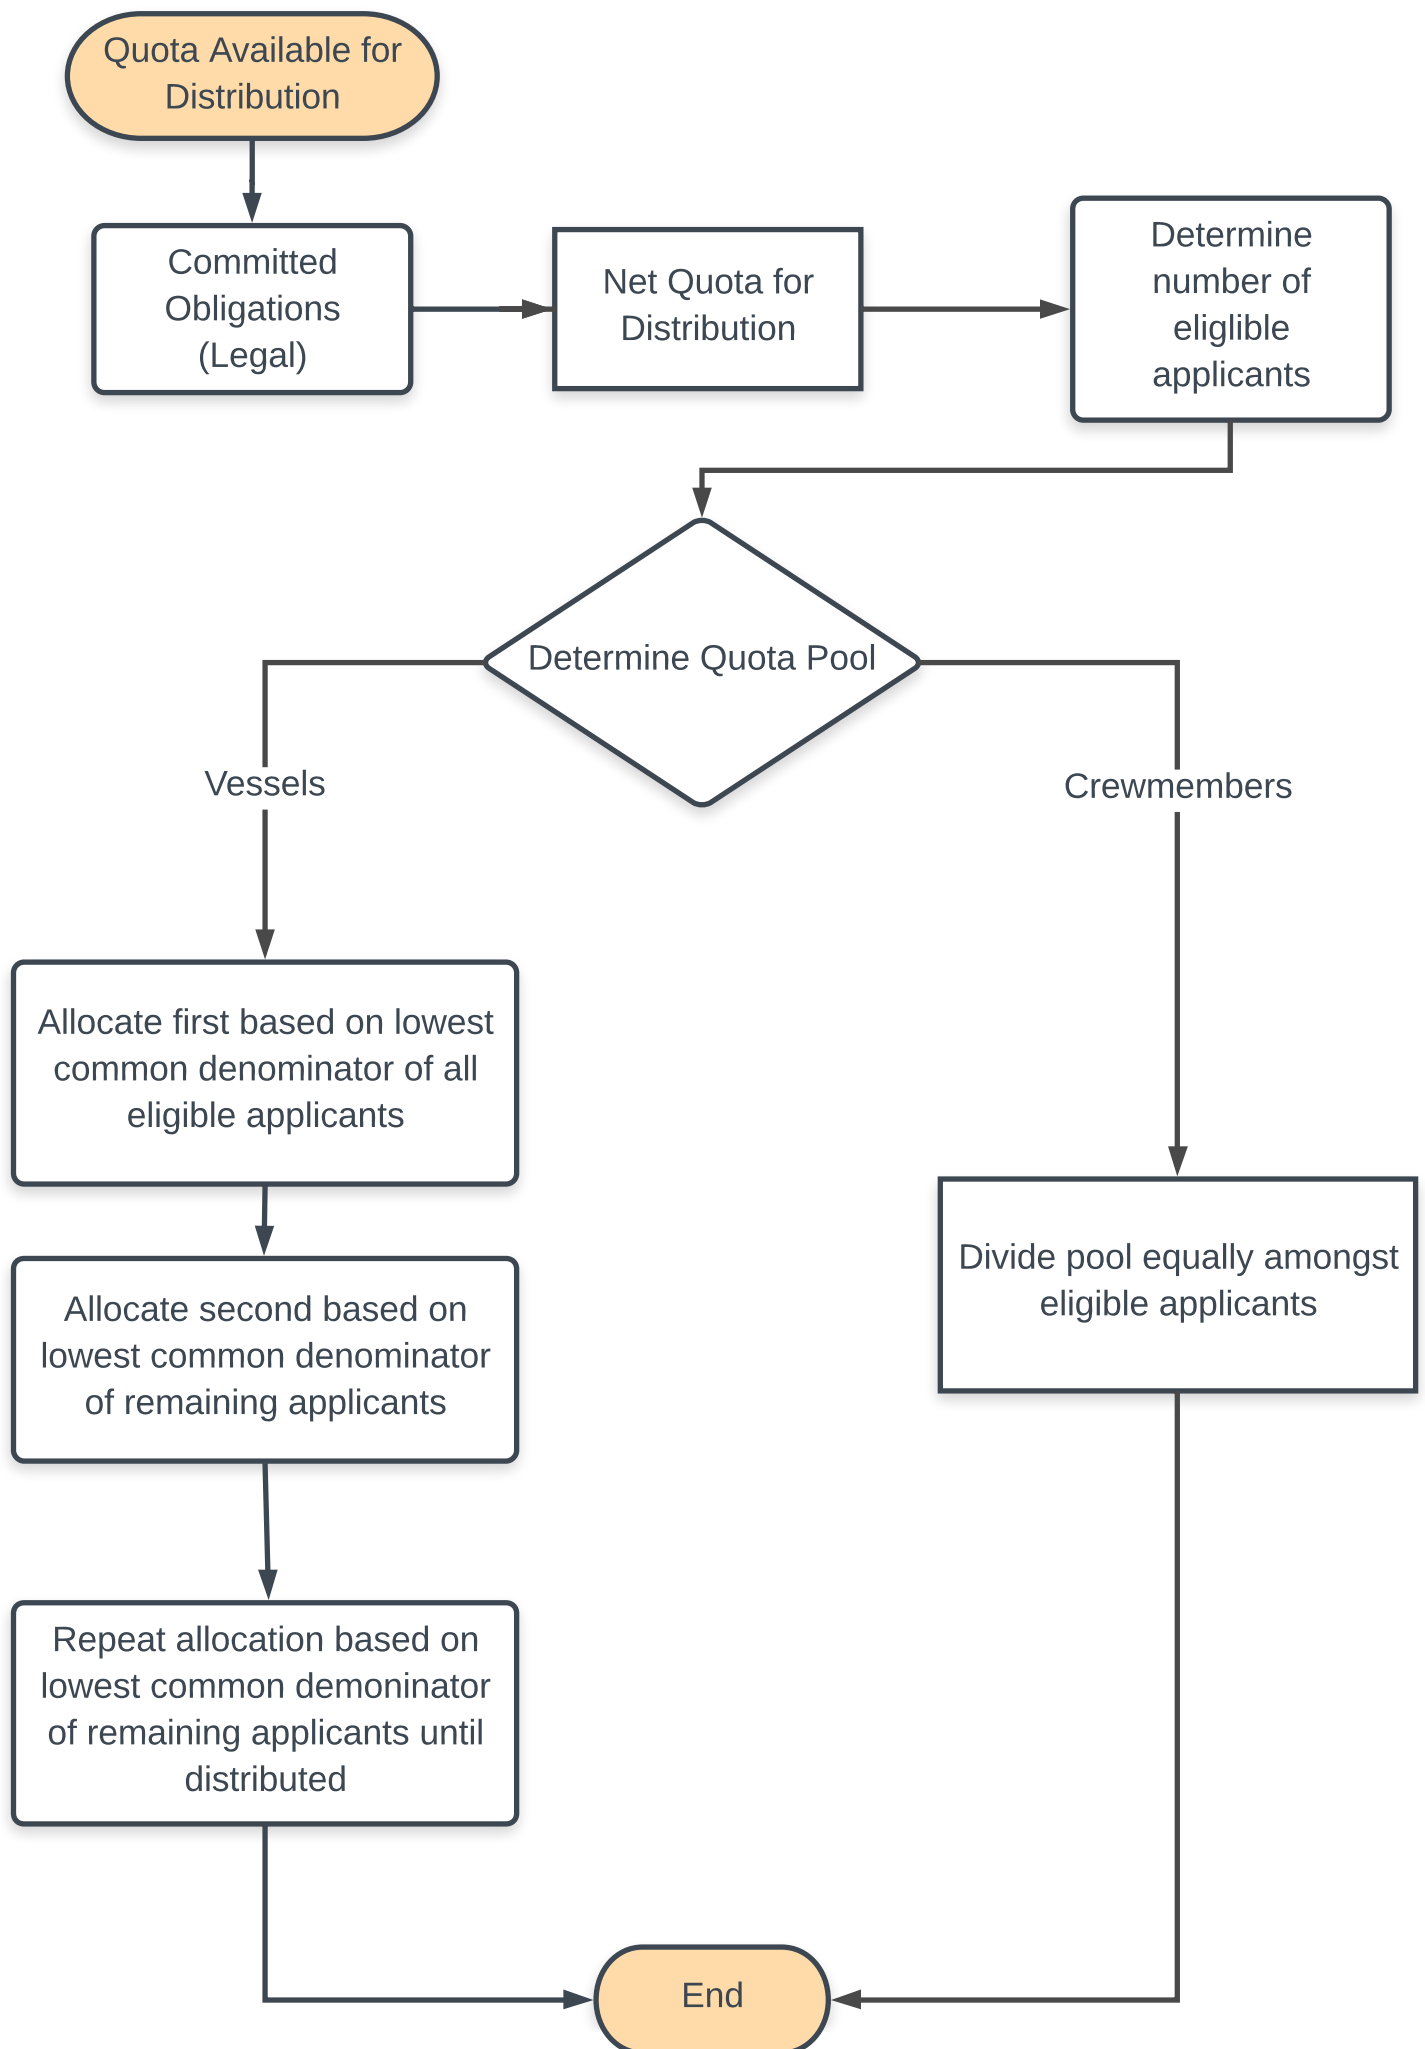 Quota Available for
Distribution
Committed
Obligations
(Legal)
Net Quota for
Distribution
Determine
number of
eliglible
applicants
Determine Quota Pool
Vessels
Crewmembers
Allocate first based on lowest
common denominator of all
eligible applicants
Divide pool equally amongst
eligible applicants
Allocate second based on
lowest common denominator
of remaining applicants
Repeat allocation based on
lowest common demoninator
of remaining applicants until
distributed
End